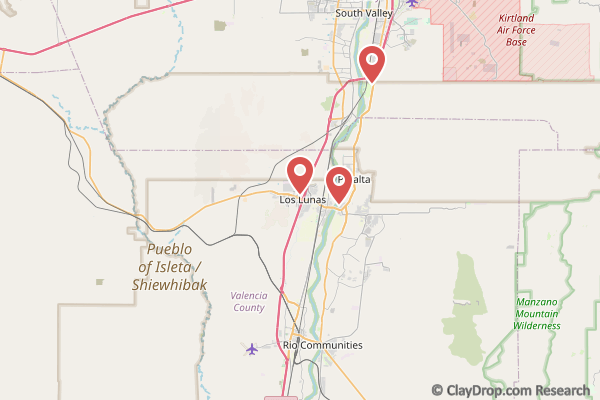 South Valley
Kirtland
Air Force
Base
Peralta
Los Lunas
Pueblo
of Isleta /
Shiewhibak
Valencia
County
Manzano
Mountain
Wilderness
Rio Communities
© ClayDrop.com Research